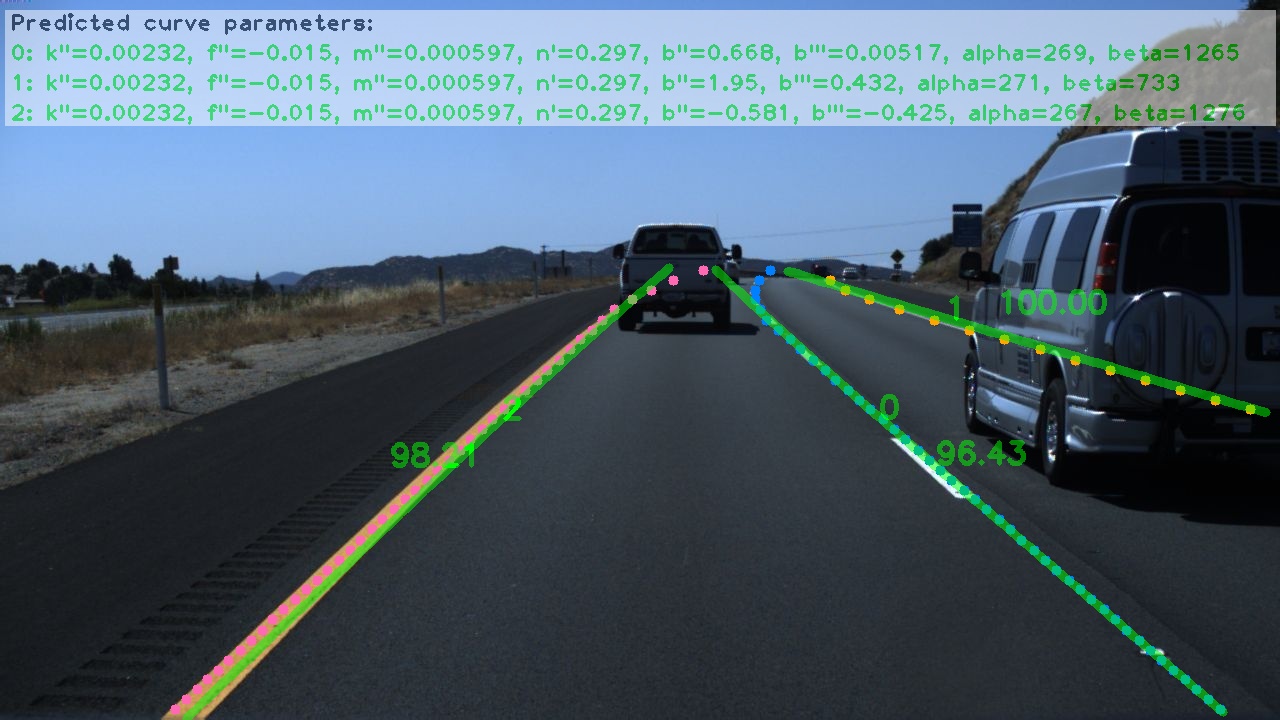 Predicted curve parameters:
0: k''=0.00232, f''=-0.015, m''=0.000597, n'=0.297, b''=0.668, b'''=0.00517, alpha=269, beta=1265
1: k''=0.00232, f''=-0.015, m''=0.000597, n'=0.297, b''=1.95, b'''=0.432, alpha=271, beta=733
2: k''=0.00232, f''=-0.015, m''=0.000597, n'=0.297, b''=-0.581, b'''=-0.425, alpha=267, beta=1276
1 100.00
2 0
98.21 96.43